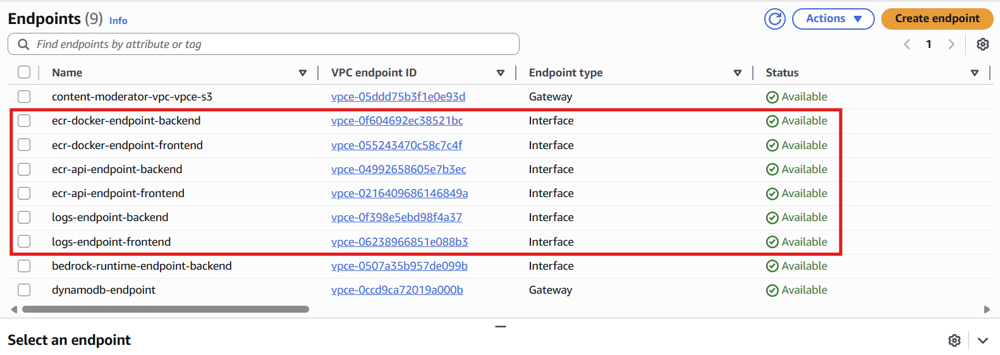 Endpoints (9) Info
Actions
Create endpoint
Find endpoints by attribute or tag
1
Name VPC endpoint ID Endpoint type Status
content-moderator-vpc-vpce-s3 vpce-05ddd75b3f1e0e93d Gateway Available
ecr-docker-endpoint-backend vpce-0f604692ec38521bc Interface Available
ecr-docker-endpoint-frontend vpce-055243470c58c7c4f Interface Available
ecr-api-endpoint-backend vpce-04992658605e7b3ec Interface Available
ecr-api-endpoint-frontend vpce-0216409686146849a Interface Available
logs-endpoint-backend vpce-0f398e5ebd98f4a37 Interface Available
logs-endpoint-frontend vpce-06238966851e088b3 Interface Available
bedrock-runtime-endpoint-backend vpce-0507a35b957de099b Interface Available
dynamodb-endpoint vpce-0ccd9ca72019a000b Gateway Available
Select an endpoint